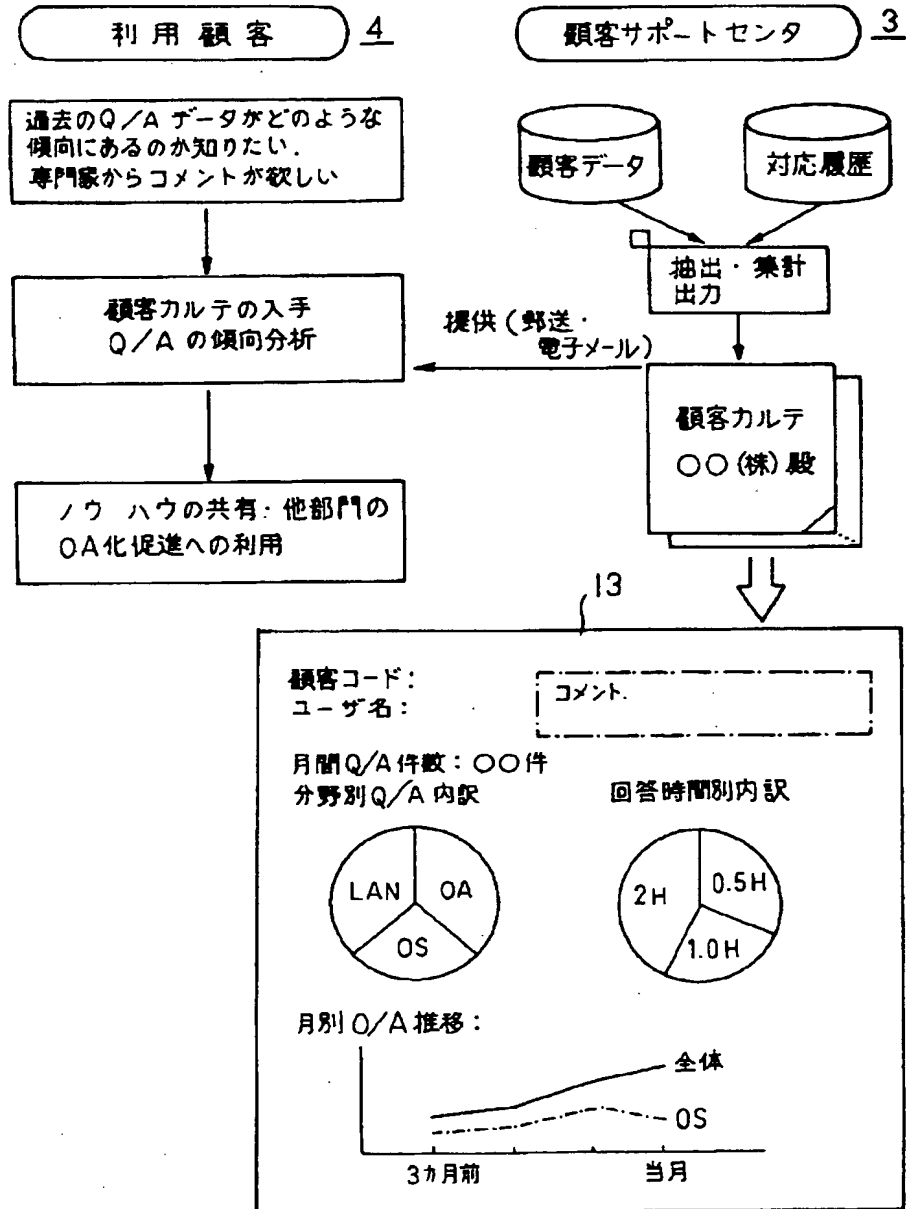 利用顧客
4
顧客サポートセンタ
3
過去のQ/Aデータがどのような
傾向にあるのか知りたい.
専門家からコメントが欲しい
顧客カルテの入手
Q/Aの傾向分析
ノウハウの共有・他部門の
OA化促進への利用
顧客データ
対応履歴
抽出・集計
出力
提供(郵送・
電子メール)
顧客カルテ
○○(株)殿
13
顧客コード:
ユーザ名:
コメント.
月間Q/A件数:○○件
分野別Q/A内訳
回答時間別内訳
LAN
OA
OS
2H
0.5H
1.0H
月別O/A推移:
全体
OS
3ヵ月前
当月